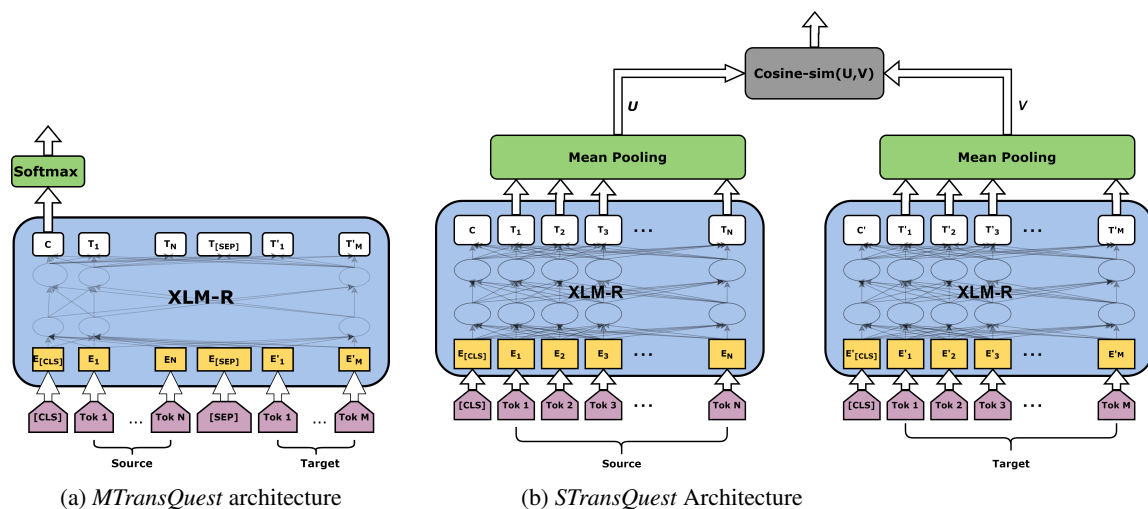 Cosine-sim(U,V)
U
V
Softmax
Mean Pooling
Mean Pooling
C T1 TN T[SEP] T'1 T'M
C T1 T2 T3 ... TN
C' T'1 T'2 T'3 ... T'M
XLM-R
XLM-R
XLM-R
E[CLS] E1 EN E[SEP] E'1 E'M
E[CLS] E1 E2 E3 ... EN
E'[CLS] E'1 E'2 E'3 ... E'M
[CLS] Tok 1 ... Tok N [SEP] Tok 1 ... Tok M
[CLS] Tok 1 Tok 2 Tok 3 ... Tok N
[CLS] Tok 1 Tok 2 Tok 3 ... Tok M
Source Target
Source
Target
(a) MTransQuest architecture
(b) STransQuest Architecture